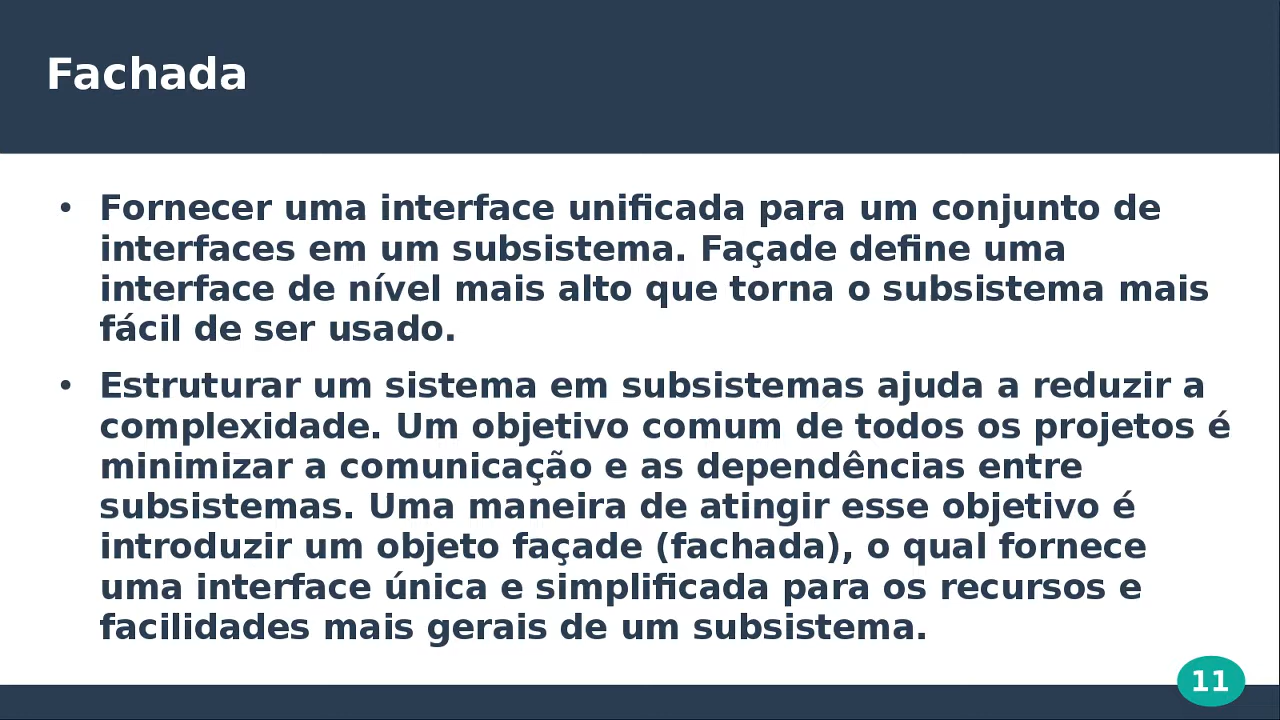 Fachada
• Fornecer uma interface unificada para um conjunto de
interfaces em um subsistema. Façade define uma
interface de nível mais alto que torna o subsistema mais
fácil de ser usado.
• Estruturar um sistema em subsistemas ajuda a reduzir a
complexidade. Um objetivo comum de todos os projetos é
minimizar a comunicação e as dependências entre
subsistemas. Uma maneira de atingir esse objetivo é
introduzir um objeto façade (fachada), o qual fornece
uma interface única e simplificada para os recursos e
facilidades mais gerais de um subsistema.
11